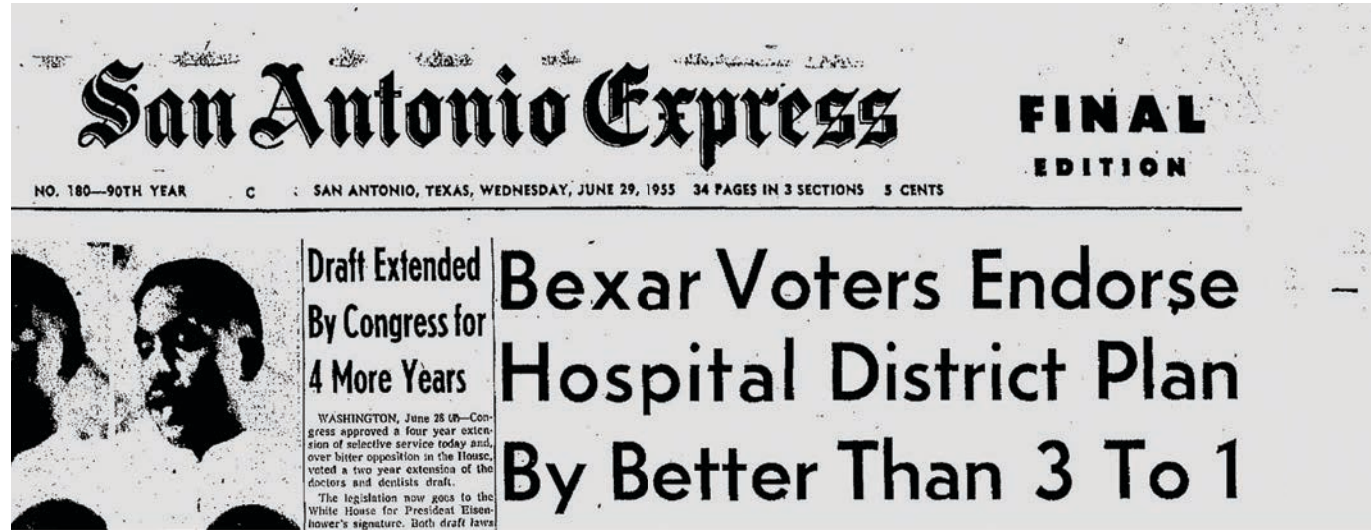 San Antonio Express
FINAL
EDITION
NO. 180—90TH YEAR C SAN ANTONIO, TEXAS, WEDNESDAY, JUNE 29, 1955 34 PAGES IN 3 SECTIONS 5 CENTS
Draft Extended
By Congress for
4 More Years
WASHINGTON, June 28 (—Con-
gress approved a four year exten-
sion of selective service today and,
over bitter opposition in the House,
voted a two year extension of the
doctors and dentists draft.
The legislation now goes to the
White House for President Eisen-
hower's signature. Both draft laws
Bexar Voters Endorse
Hospital District Plan
By Better Than 3 To 1